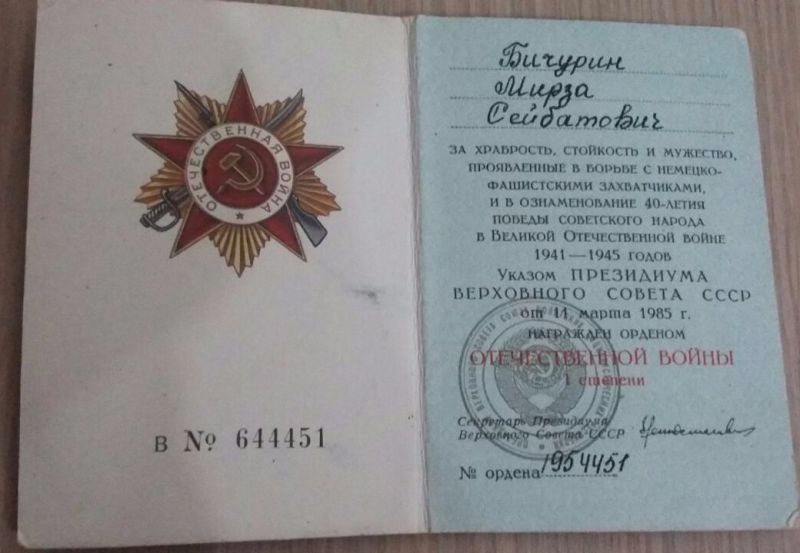 ОТЕЧЕСТВЕННАЯ ВОЙНА
В № 644451
Бичурин
Мирза
Сейбатович
ЗА ХРАБРОСТЬ, СТОЙКОСТЬ И МУЖЕСТВО,
ПРОЯВЛЕННЫЕ В БОРЬБЕ С НЕМЕЦКО-
ФАШИСТСКИМИ ЗАХВАТЧИКАМИ,
И В ОЗНАМЕНОВАНИЕ 40-ЛЕТИЯ
ПОБЕДЫ СОВЕТСКОГО НАРОДА
В ВЕЛИКОЙ ОТЕЧЕСТВЕННОЙ ВОЙНЕ
1941—1945 ГОДОВ
УКАЗОМ ПРЕЗИДИУМА
ВЕРХОВНОГО СОВЕТА СССР
от 11 марта 1985 г.
НАГРАЖДЕН ОРДЕНОМ
ОТЕЧЕСТВЕННОЙ ВОЙНЫ
I степени
Секретарь Президиума
Верховного Совета СССР
№ ордена 1954451